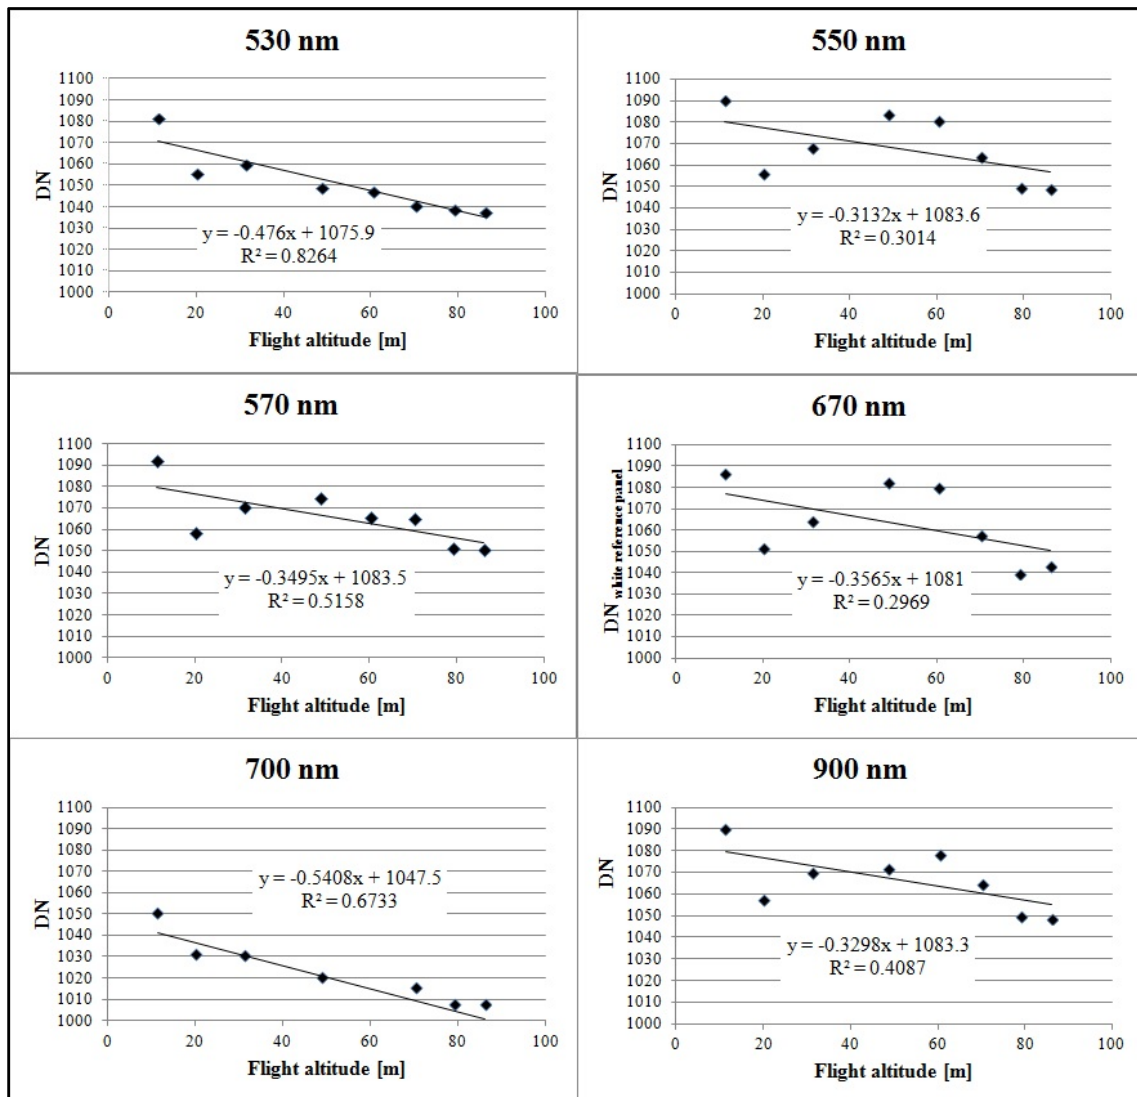 530 nm
1100
1090
1080
1070
1060
1050
1040
1030
1020
1010
1000
DN
y = -0.476x + 1075.9
R² = 0.8264
0 20 40 60 80 100
Flight altitude [m]
550 nm
1100
1090
1080
1070
1060
1050
1040
1030
1020
1010
1000
DN
y = -0.3132x + 1083.6
R² = 0.3014
0 20 40 60 80 100
Flight altitude [m]
570 nm
1100
1090
1080
1070
1060
1050
1040
1030
1020
1010
1000
DN
y = -0.3495x + 1083.5
R² = 0.5158
0 20 40 60 80 100
Flight altitude [m]
670 nm
1100
1090
1080
1070
1060
1050
1040
1030
1020
1010
1000
DN white reference panel
y = -0.3565x + 1081
R² = 0.2969
0 20 40 60 80 100
Flight altitude [m]
700 nm
1100
1090
1080
1070
1060
1050
1040
1030
1020
1010
1000
DN
y = -0.5408x + 1047.5
R² = 0.6733
0 20 40 60 80 100
Flight altitude [m]
900 nm
1100
1090
1080
1070
1060
1050
1040
1030
1020
1010
1000
DN
y = -0.3298x + 1083.3
R² = 0.4087
0 20 40 60 80 100
Flight altitude [m]